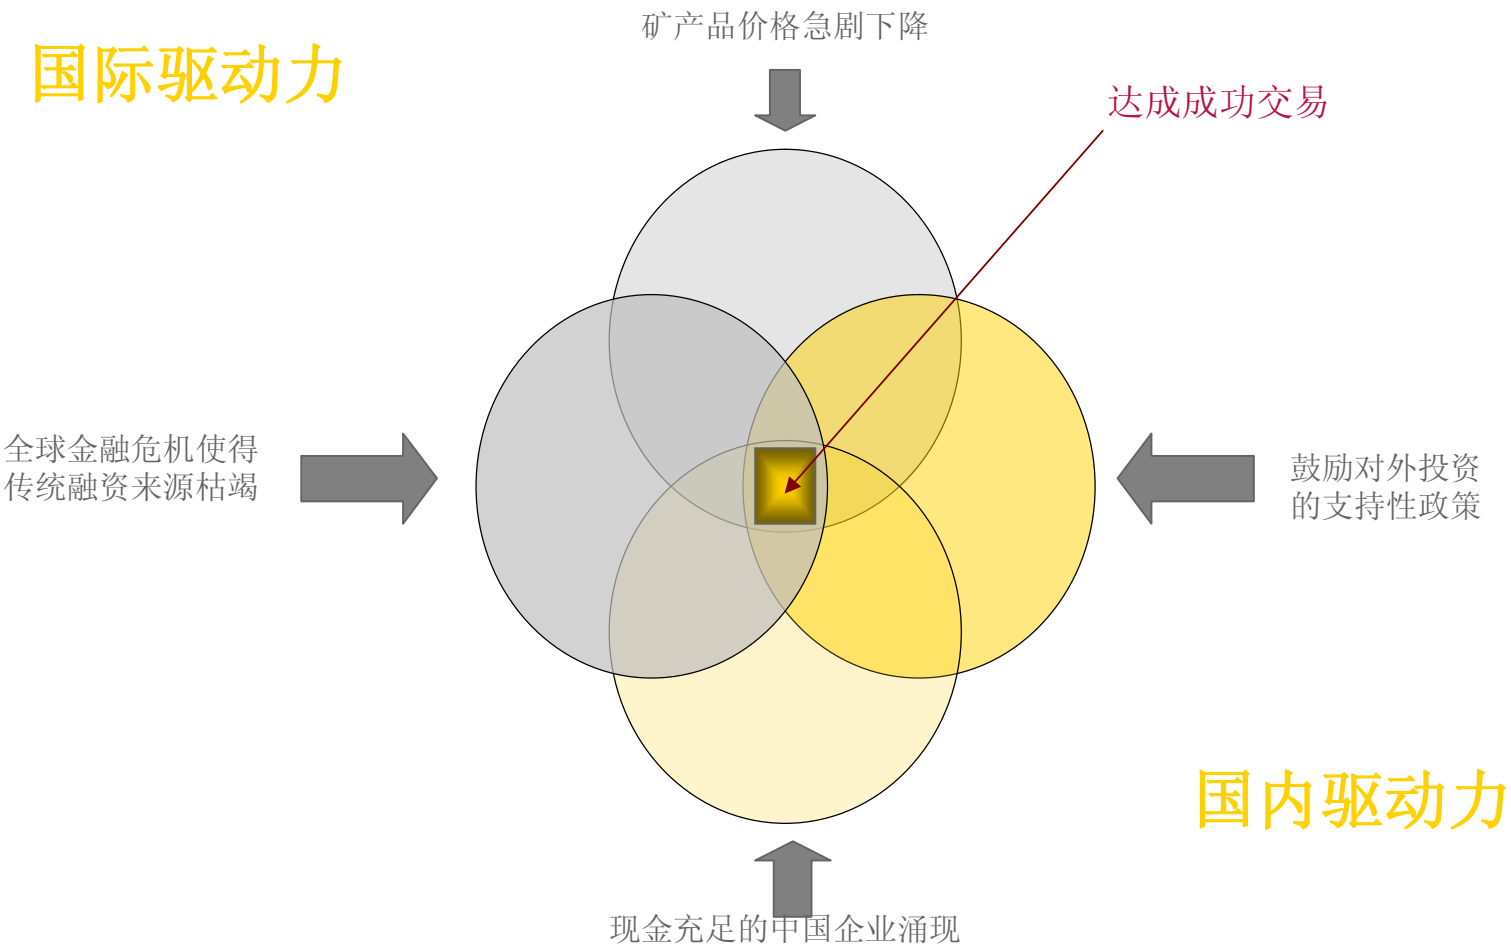 矿产品价格急剧下降
国际驱动力
达成成功交易
全球金融危机使得
传统融资来源枯竭
鼓励对外投资
的支持性政策
国内驱动力
现金充足的中国企业涌现